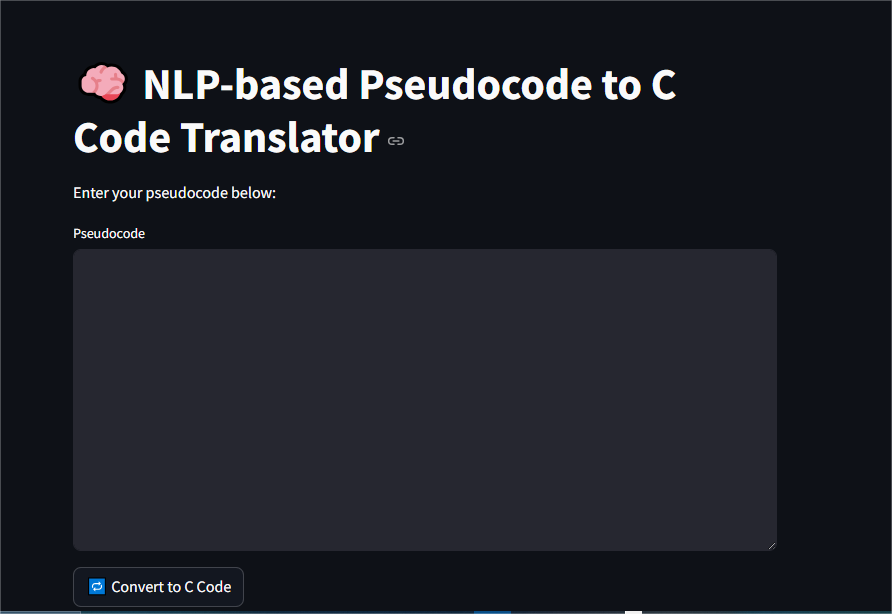 NLP-based Pseudocode to C
Code Translator
Enter your pseudocode below:
Pseudocode
Convert to C Code